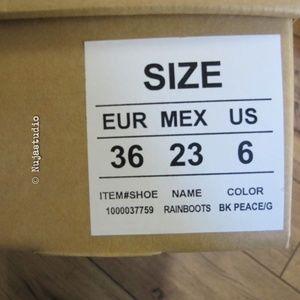 SIZE
EUR MEX US
36 23 6
ITEM#SHOE NAME COLOR
1000037759 RAINBOOTS BK PEACE/G
© Nujastudio